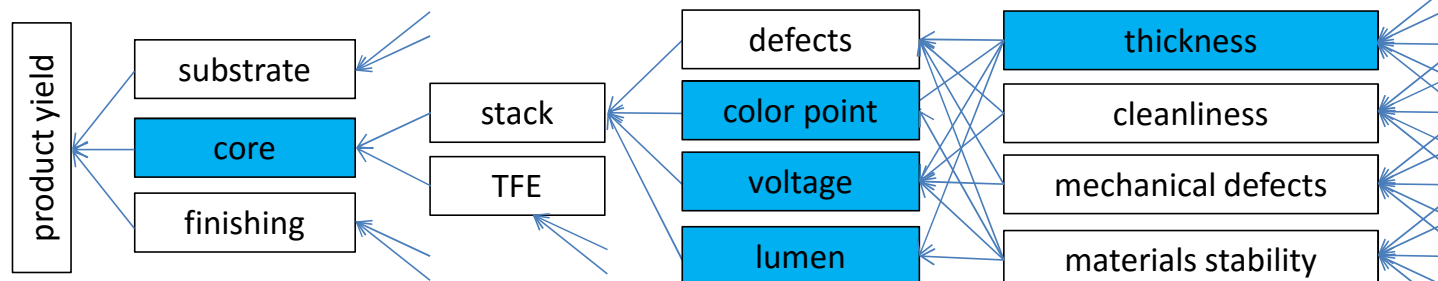 product yield
substrate
core
finishing
stack
TFE
defects
color point
voltage
lumen
thickness
cleanliness
mechanical defects
materials stability